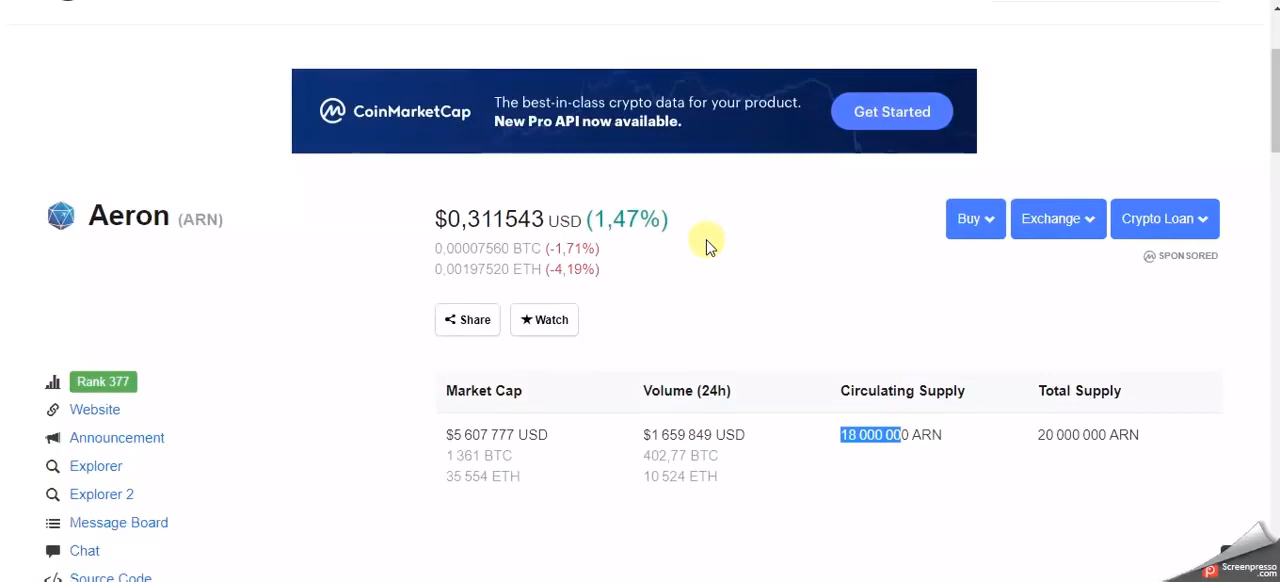 CoinMarketCap
The best-in-class crypto data for your product.
New Pro API now available.
Get Started
Aeron (ARN)
$0,311543 USD (1,47%)
0,00007560 BTC (-1,71%)
0,00197520 ETH (-4,19%)
Buy
Exchange
Crypto Loan
SPONSORED
Share
Watch
Rank 377
Website
Announcement
Explorer
Explorer 2
Message Board
Chat
Source Code
Market Cap Volume (24h) Circulating Supply Total Supply
$5 607 777 USD $1 659 849 USD 18 000 000 ARN 20 000 000 ARN
1 361 BTC 402,77 BTC
35 554 ETH 10 524 ETH
Screenpresso
.com